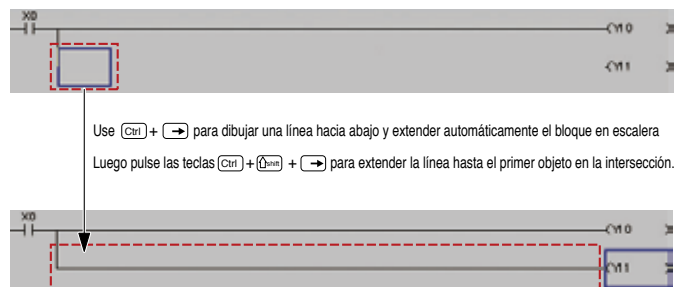 X0
Y10
Y11
Use Ctrl + → para dibujar una línea hacia abajo y extender automáticamente el bloque en escalera
Luego pulse las teclas Ctrl + Shift + → para extender la línea hasta el primer objeto en la intersección.
X0
Y10
Y11